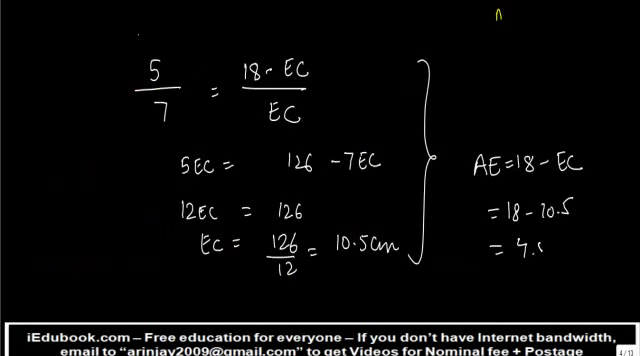 5 / 7 = 18 - EC / EC
5EC = 126 - 7EC
12EC = 126
EC = 126 / 12 = 10.5cm
AE = 18 - EC
= 18 - 10.5
= 7.
iEdubook.com – Free education for everyone – If you don't have Internet bandwidth,
email to "arinjay2009@gmail.com" to get Videos for Nominal fee + Postage